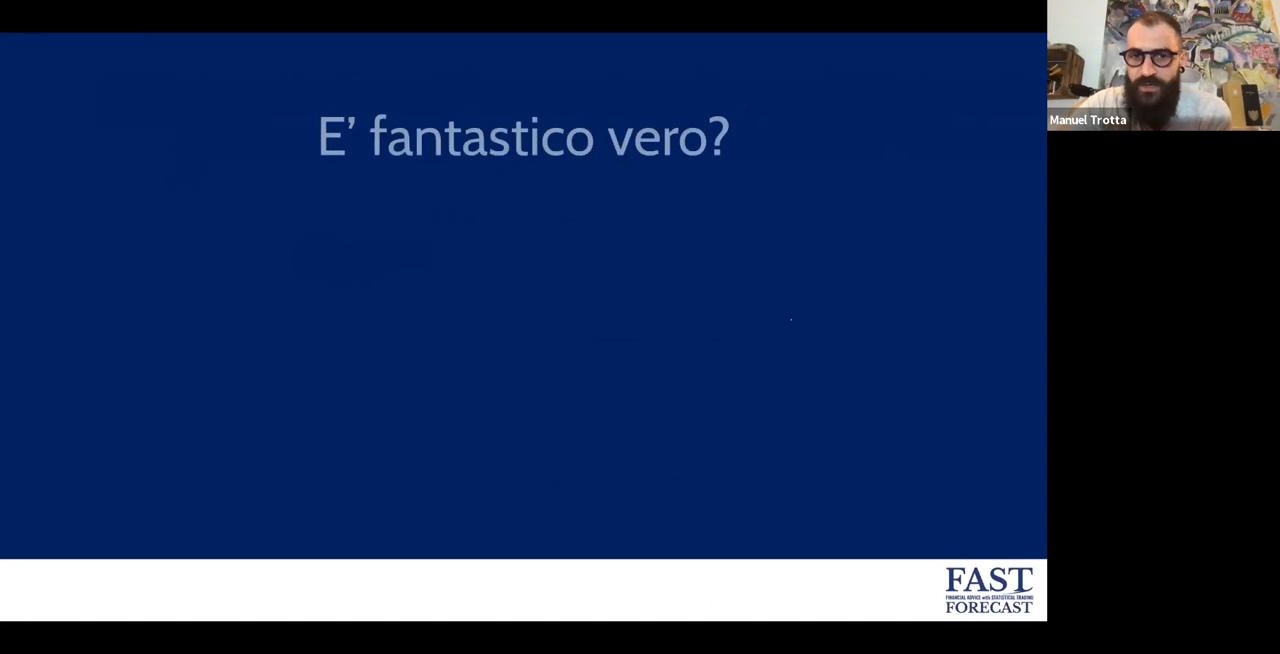 E’ fantastico vero?
Manuel Trotta
FAST
FINANCIAL ADVICE with STATISTICAL TRADING
FORECAST